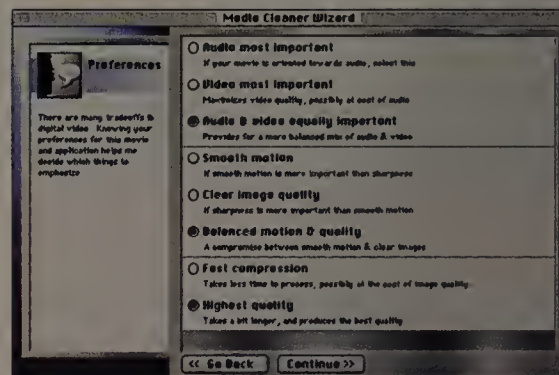 Media Cleaner Wizard
Preferences
There are many tradeoffs to
digital video. Knowing your
preferences for this movie
and application helps me
decide which things to
emphasize
Audio most important
If your movie is oriented towards audio, select this
Video most important
Maximizes video quality, possibly at cost of audio
Audio & video equally important
Provides for a more balanced mix of audio & video
Smooth motion
If smooth motion is more important than sharpness
Clear image quality
If sharpness is more important than smooth motion
Balanced motion & quality
A compromise between smooth motion & clear images
Fast compression
Takes less time to process, possibly at the cost of image quality
Highest quality
Takes a bit longer, and produces the best quality
<< Go Back
Continue >>